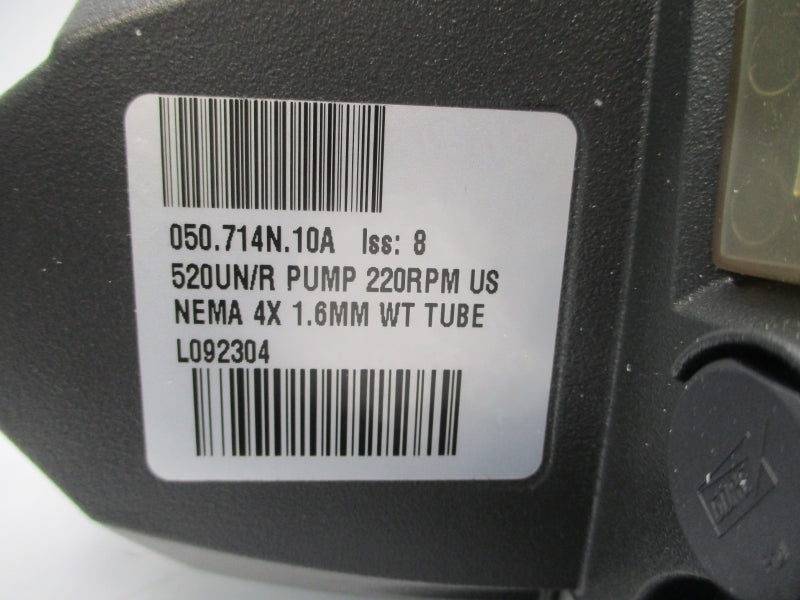 050.714N.10A Iss: 8
520UN/R PUMP 220RPM US
NEMA 4X 1.6MM WT TUBE
L092304